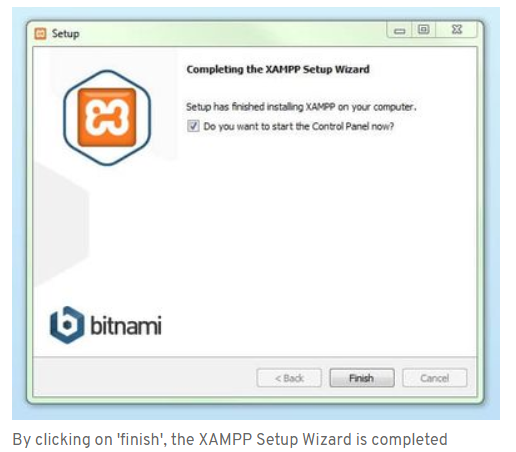 Setup
Completing the XAMPP Setup Wizard
Setup has finished installing XAMPP on your computer.
Do you want to start the Control Panel now?
bitnami
< Back
Finish
Cancel
By clicking on 'finish', the XAMPP Setup Wizard is completed